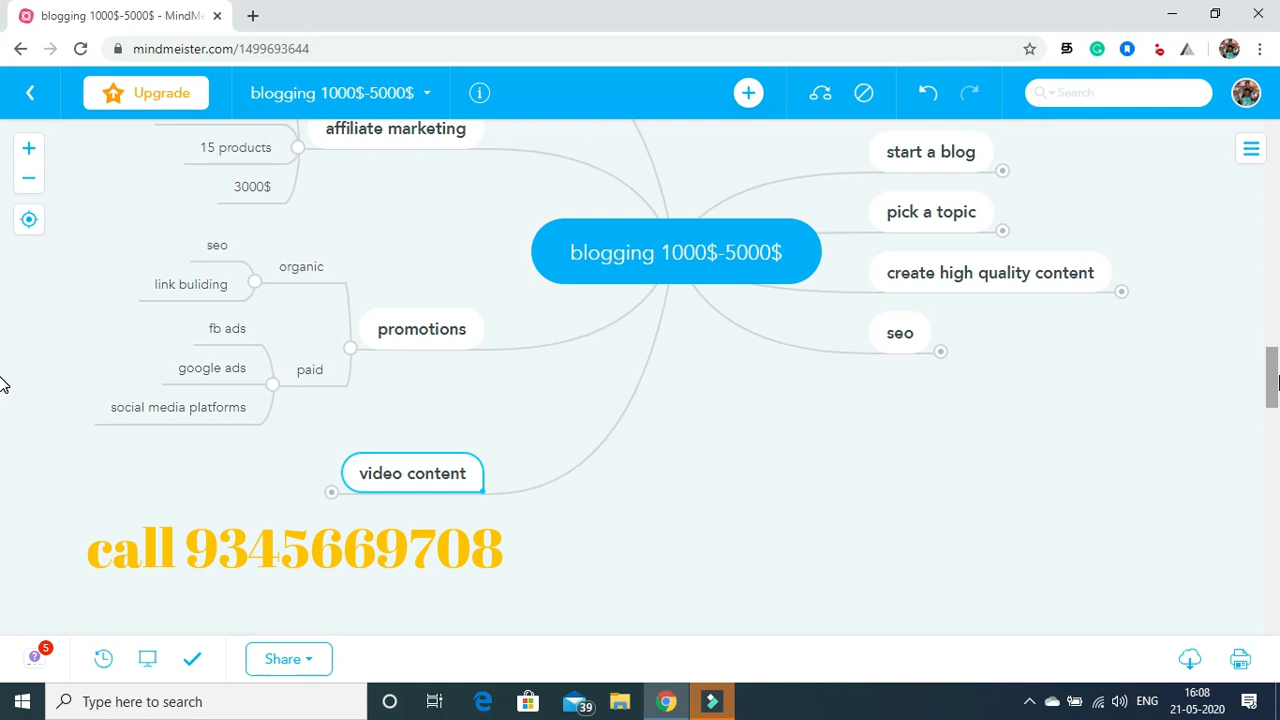 blogging 1000$-5000$ - MindMe
mindmeister.com/1499693644
Upgrade
blogging 1000$-5000$
Search
affiliate marketing
15 products
3000$
start a blog
pick a topic
blogging 1000$-5000$
create high quality content
seo
seo
organic
link buliding
promotions
fb ads
google ads
paid
social media platforms
video content
call 9345669708
5
Share
Type here to search
39
ENG
16:08
21-05-2020